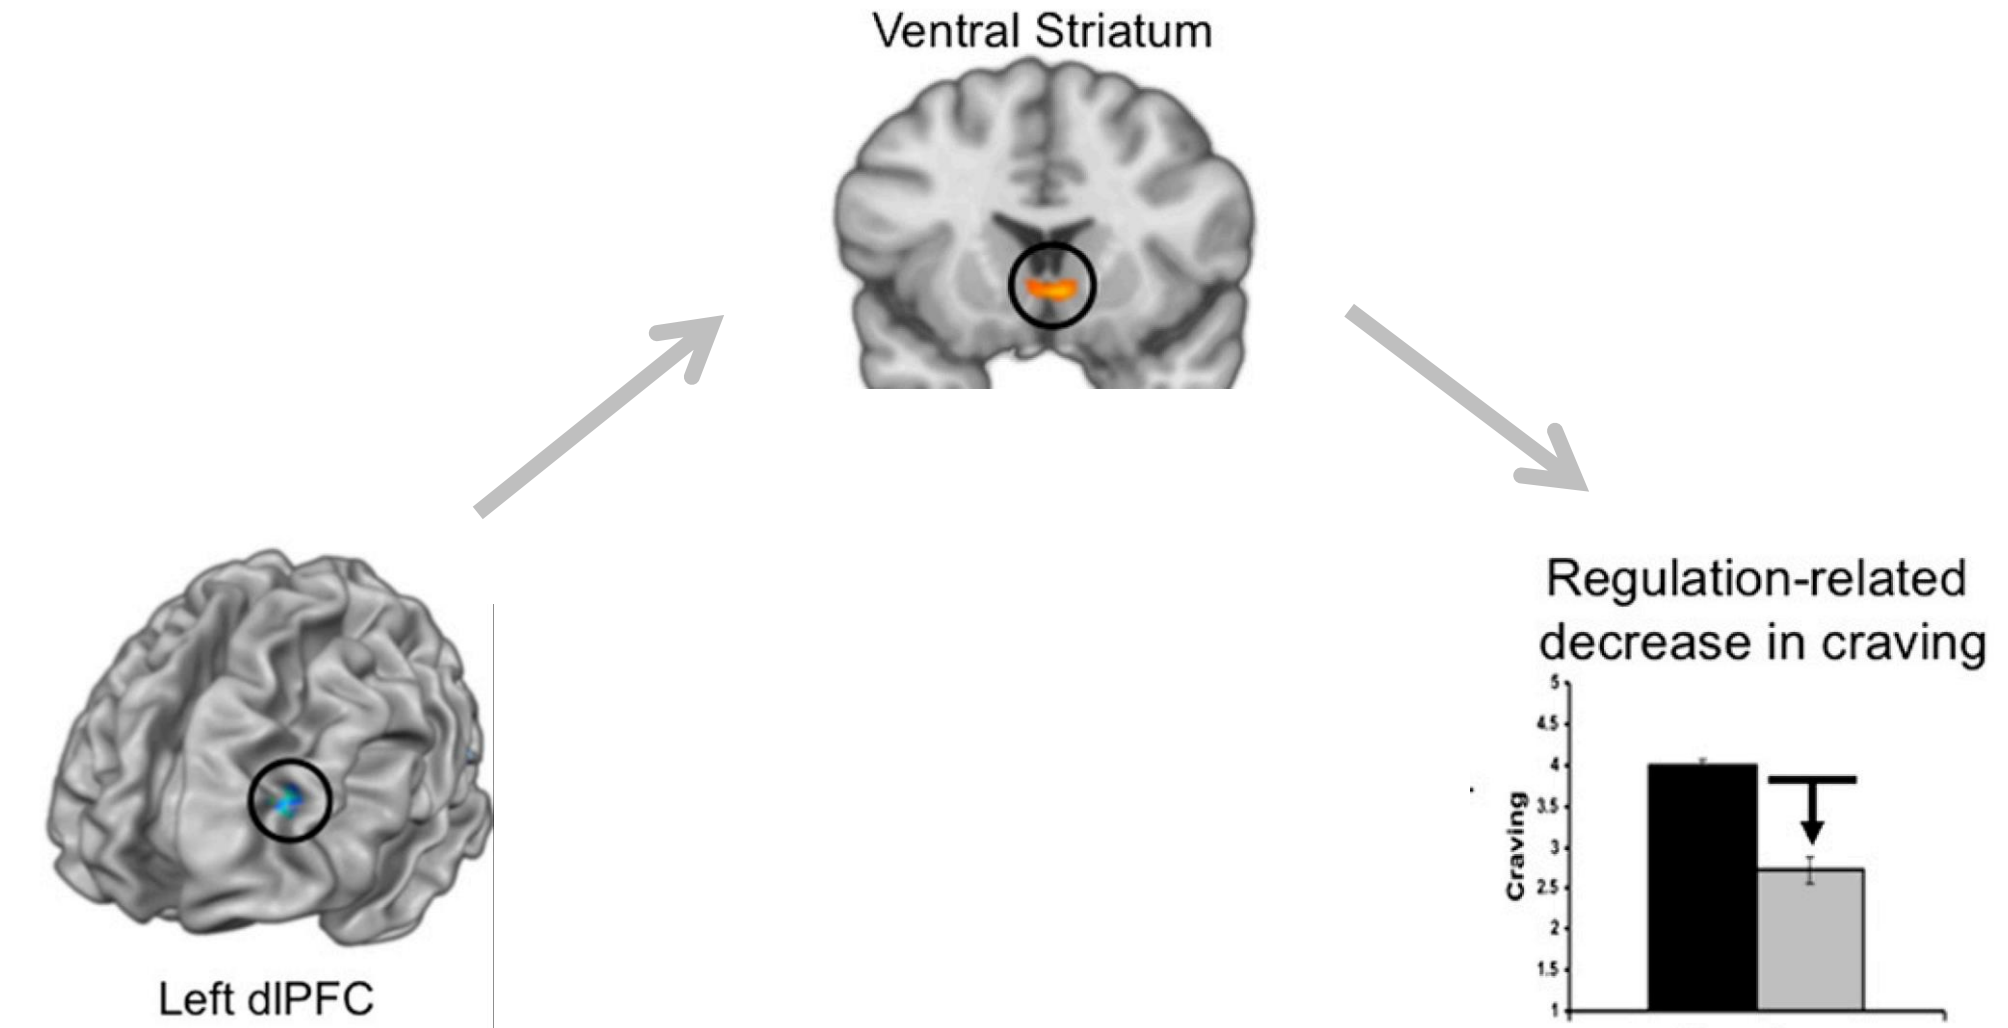 Ventral Striatum
Left dlPFC
Regulation-related
decrease in craving
Craving
5
4.5
4
3.5
3
2.5
2
1.5
1